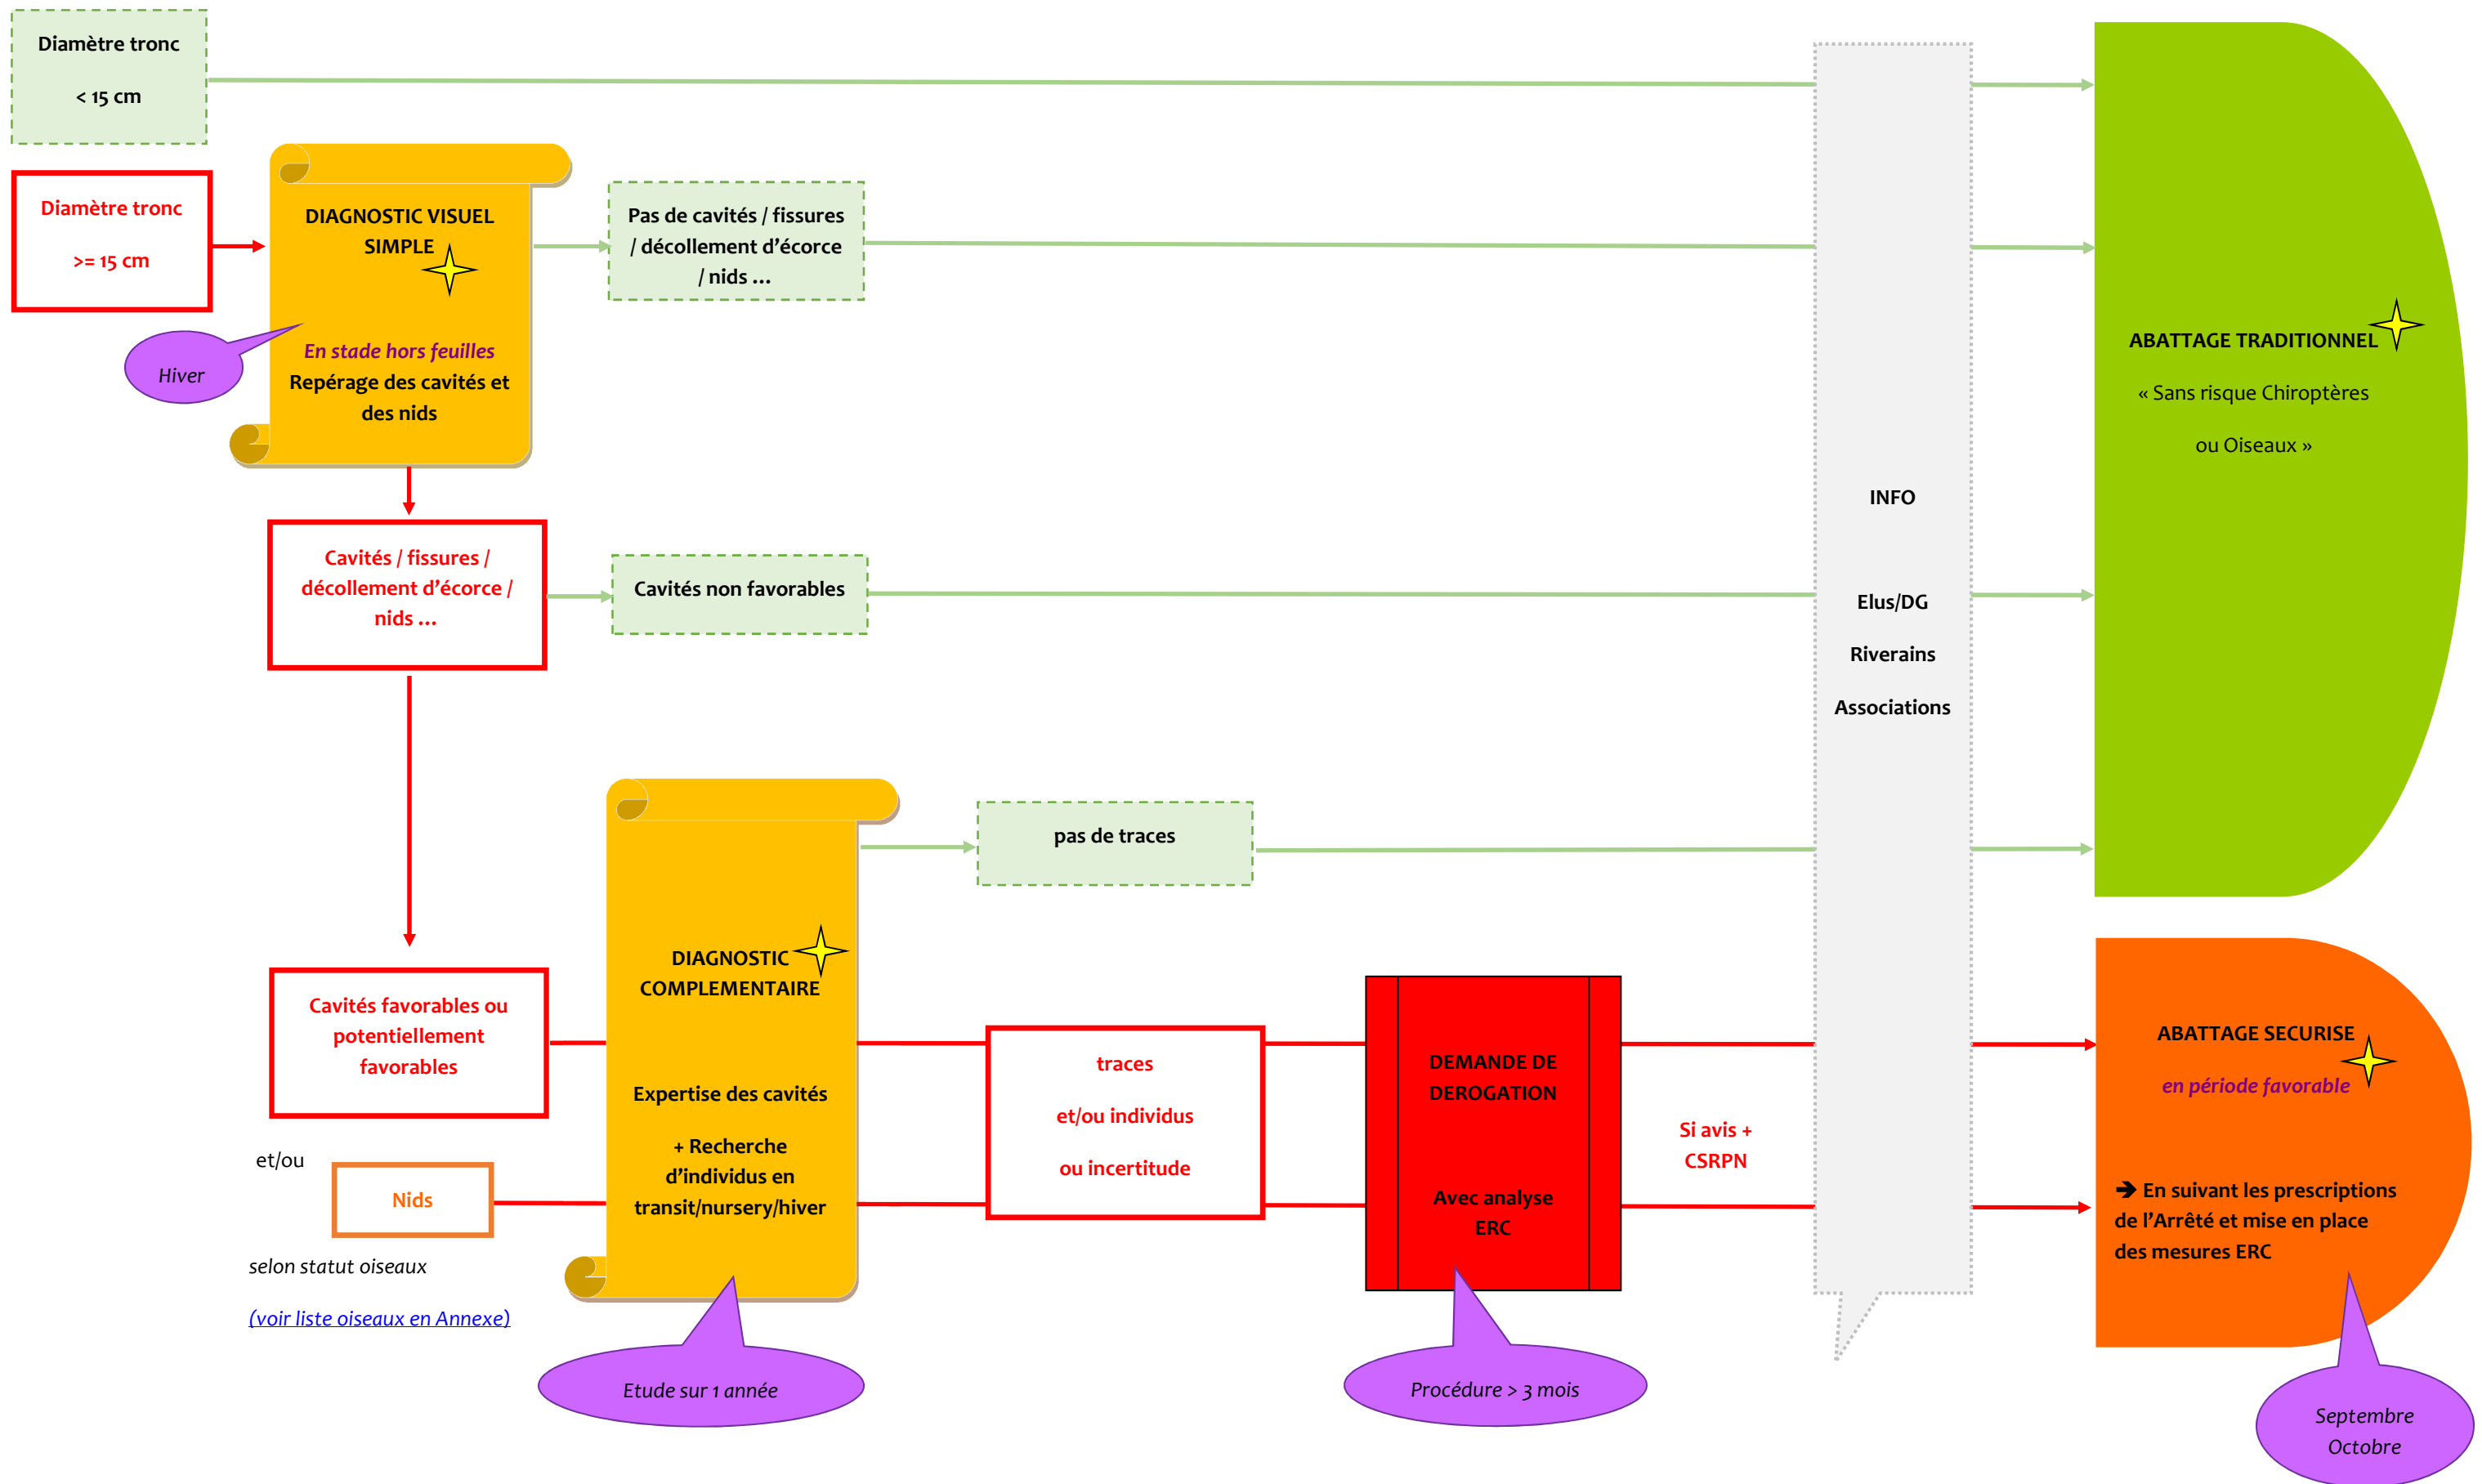 Diamètre tronc
< 15 cm
Diamètre tronc
>= 15 cm
DIAGNOSTIC VISUEL
SIMPLE
En stade hors feuilles
Repérage des cavités et
des nids
Hiver
Pas de cavités / fissures
/ décollement d’écorce
/ nids ...
Cavités / fissures /
décollement d’écorce /
nids ...
Cavités non favorables
Cavités favorables ou
potentiellement
favorables
et/ou
Nids
selon statut oiseaux
(voir liste oiseaux en Annexe)
DIAGNOSTIC
COMPLEMENTAIRE
Expertise des cavités
+ Recherche
d’individus en
transit/nursery/hiver
Etude sur 1 année
pas de traces
traces
et/ou individus
ou incertitude
DEMANDE DE
DEROGATION
Avec analyse
ERC
Procédure > 3 mois
Si avis +
CSRPN
INFO
Elus/DG
Riverains
Associations
ABATTAGE TRADITIONNEL
« Sans risque Chiroptères
ou Oiseaux »
ABATTAGE SECURISE
en période favorable
➔ En suivant les prescriptions
de l’Arrêté et mise en place
des mesures ERC
Septembre
Octobre